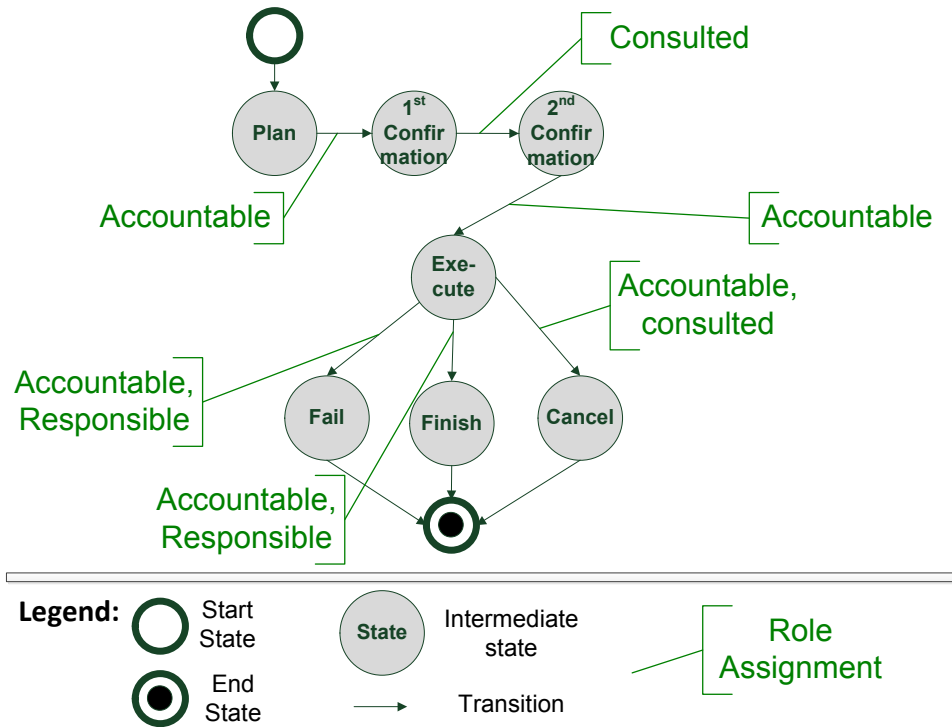 Consulted
Plan
1st
Confir
mation
2nd
Confir
mation
Accountable
Accountable
Exe-
cute
Accountable,
consulted
Accountable,
Responsible
Fail
Finish
Cancel
Accountable,
Responsible
Legend:
Start
State
State
Intermediate
state
Role
Assignment
End
State
Transition